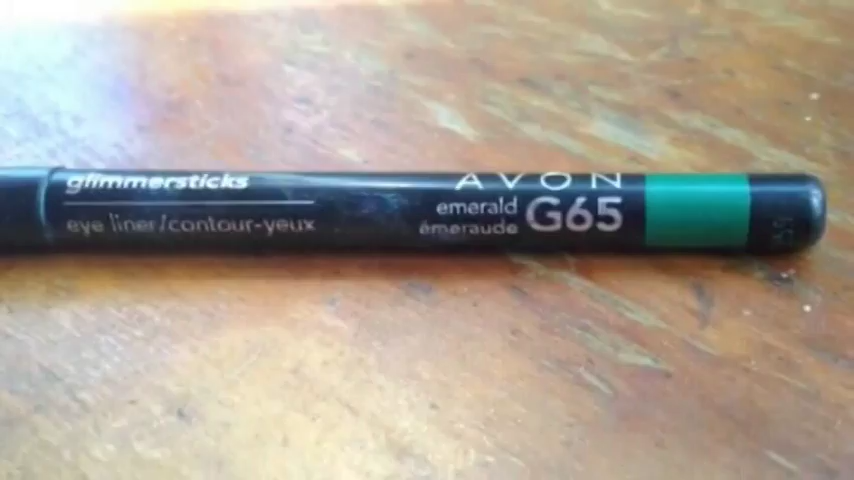 glimmersticks
eye liner/contour-yeux
AVON
emerald
émeraude
G65